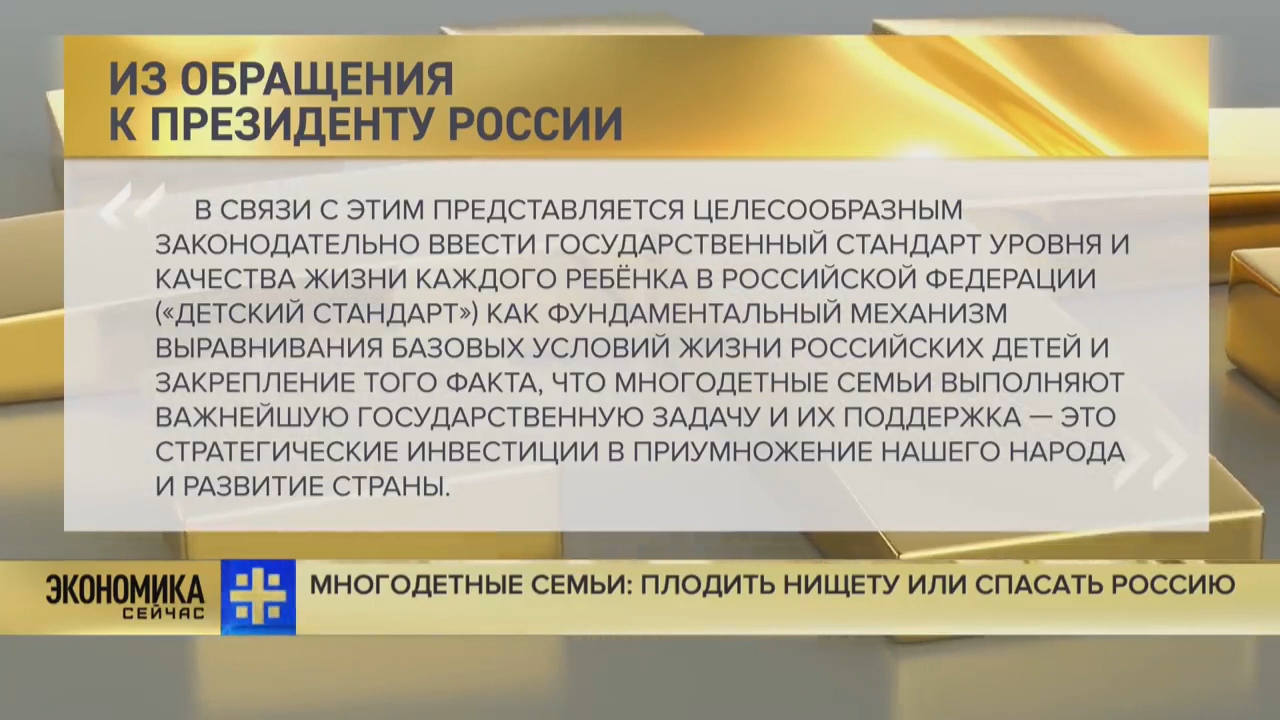 ИЗ ОБРАЩЕНИЯ
К ПРЕЗИДЕНТУ РОССИИ
« В СВЯЗИ С ЭТИМ ПРЕДСТАВЛЯЕТСЯ ЦЕЛЕСООБРАЗНЫМ
ЗАКОНОДАТЕЛЬНО ВВЕСТИ ГОСУДАРСТВЕННЫЙ СТАНДАРТ УРОВНЯ И
КАЧЕСТВА ЖИЗНИ КАЖДОГО РЕБЁНКА В РОССИЙСКОЙ ФЕДЕРАЦИИ
(«ДЕТСКИЙ СТАНДАРТ») КАК ФУНДАМЕНТАЛЬНЫЙ МЕХАНИЗМ
ВЫРАВНИВАНИЯ БАЗОВЫХ УСЛОВИЙ ЖИЗНИ РОССИЙСКИХ ДЕТЕЙ И
ЗАКРЕПЛЕНИЕ ТОГО ФАКТА, ЧТО МНОГОДЕТНЫЕ СЕМЬИ ВЫПОЛНЯЮТ
ВАЖНЕЙШУЮ ГОСУДАРСТВЕННУЮ ЗАДАЧУ И ИХ ПОДДЕРЖКА — ЭТО
СТРАТЕГИЧЕСКИЕ ИНВЕСТИЦИИ В ПРИУМНОЖЕНИЕ НАШЕГО НАРОДА
И РАЗВИТИЕ СТРАНЫ. »
ЭКОНОМИКА
СЕЙЧАС
МНОГОДЕТНЫЕ СЕМЬИ: ПЛОДИТЬ НИЩЕТУ ИЛИ СПАСАТЬ РОССИЮ